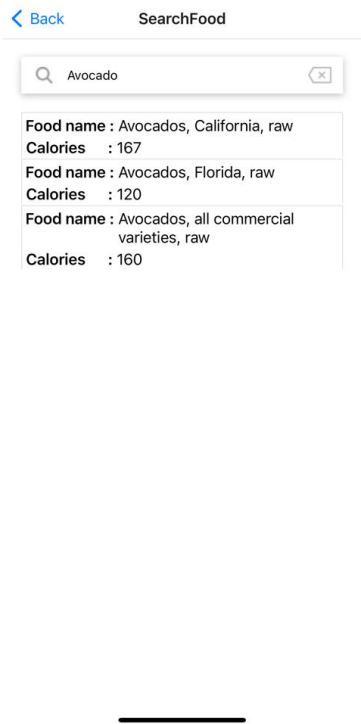 Back
SearchFood
Avocado
Food name : Avocados, California, raw
Calories : 167
Food name : Avocados, Florida, raw
Calories : 120
Food name : Avocados, all commercial
varieties, raw
Calories : 160